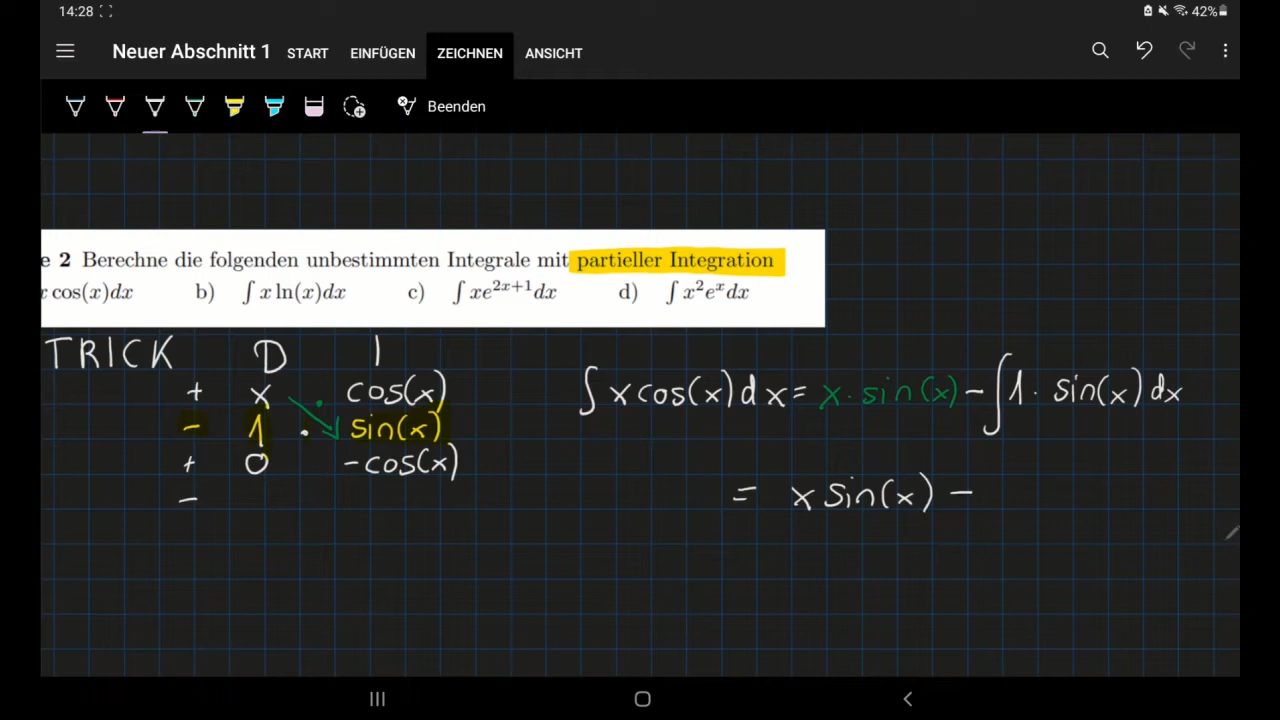 14:28 42%
Neuer Abschnitt 1 START EINFÜGEN ZEICHNEN ANSICHT
Beenden
e 2 Berechne die folgenden unbestimmten Integrale mit partieller Integration
x cos(x)dx b) ∫ x ln(x)dx c) ∫ xe^{2x+1}dx d) ∫ x²e^x dx
TRICK D I
+ x cos(x)
- 1 · sin(x)
+ 0 -cos(x)
-
∫ x cos(x) dx = x · sin(x) - ∫ 1 · sin(x) dx
= x sin(x) -